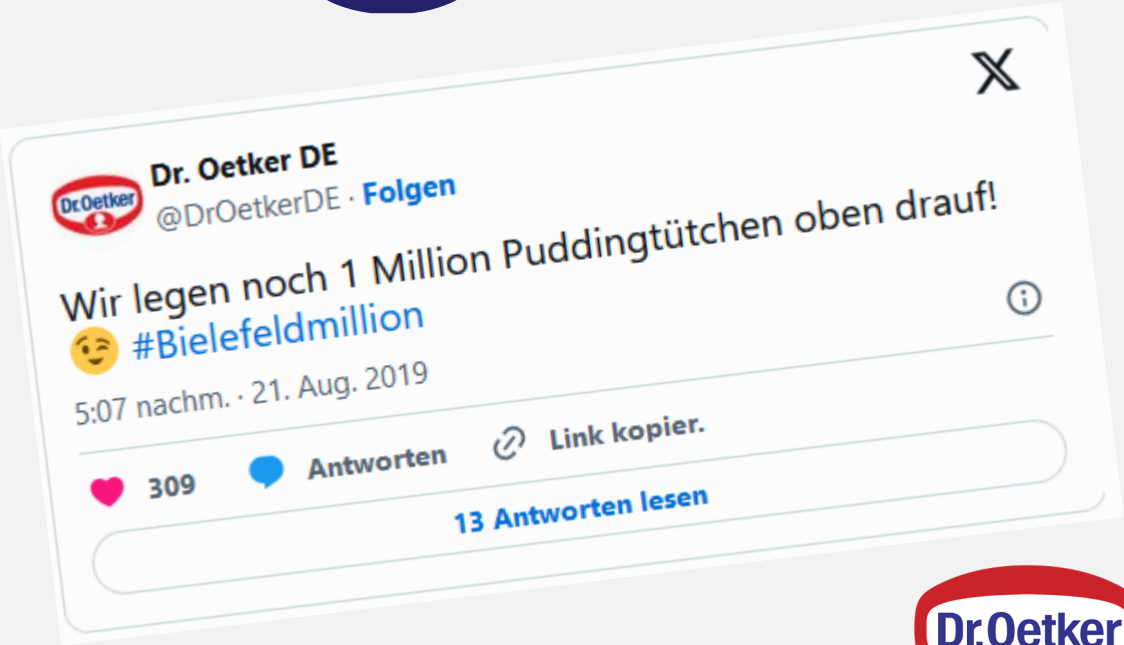 X
Dr. Oetker DE
@DrOetkerDE · Folgen
Dr.Oetker
Wir legen noch 1 Million Puddingtütchen oben drauf!
😉 #Bielefeldmillion
5:07 nachm. · 21. Aug. 2019
309 Antworten Link kopier.
13 Antworten lesen
Dr.Oetker